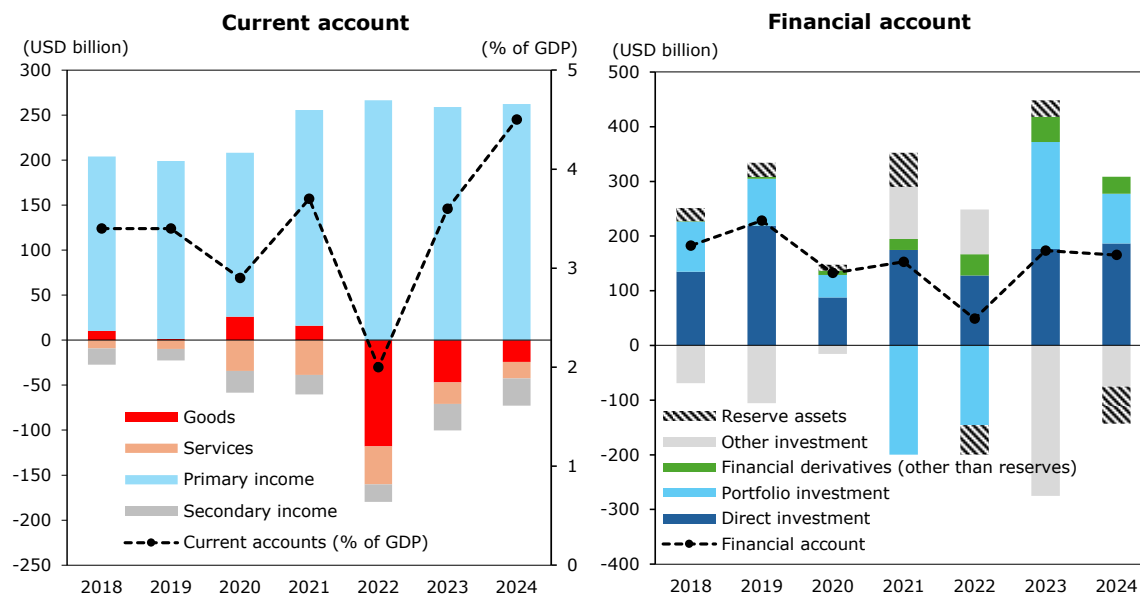 Current account
(USD billion)
(% of GDP)
300
250
200
150
100
50
0
-50
-100
-150
-200
-250
5
4
3
2
1
0
Goods
Services
Primary income
Secondary income
Current accounts (% of GDP)
2018 2019 2020 2021 2022 2023 2024
Financial account
(USD billion)
500
400
300
200
100
0
-100
-200
-300
-400
Reserve assets
Other investment
Financial derivatives (other than reserves)
Portfolio investment
Direct investment
Financial account
2018 2019 2020 2021 2022 2023 2024